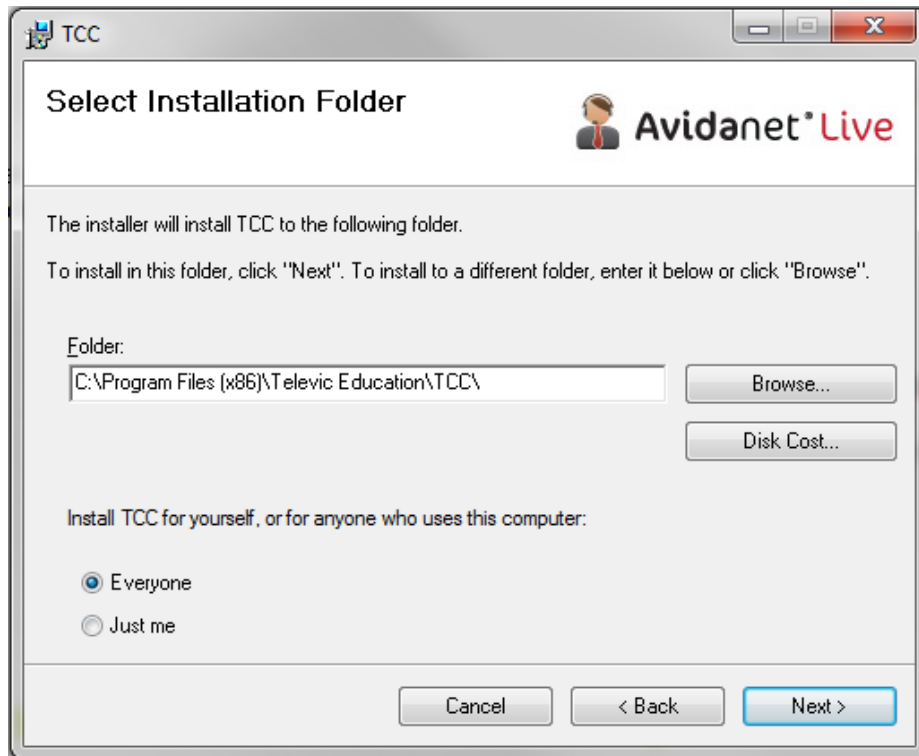 TCC
Select Installation Folder
Avidanet Live
The installer will install TCC to the following folder.
To install in this folder, click "Next". To install to a different folder, enter it below or click "Browse".
Folder:
C:\Program Files (x86)\Televic Education\TCC\
Browse...
Disk Cost...
Install TCC for yourself, or for anyone who uses this computer:
Everyone
Just me
Cancel
< Back
Next >